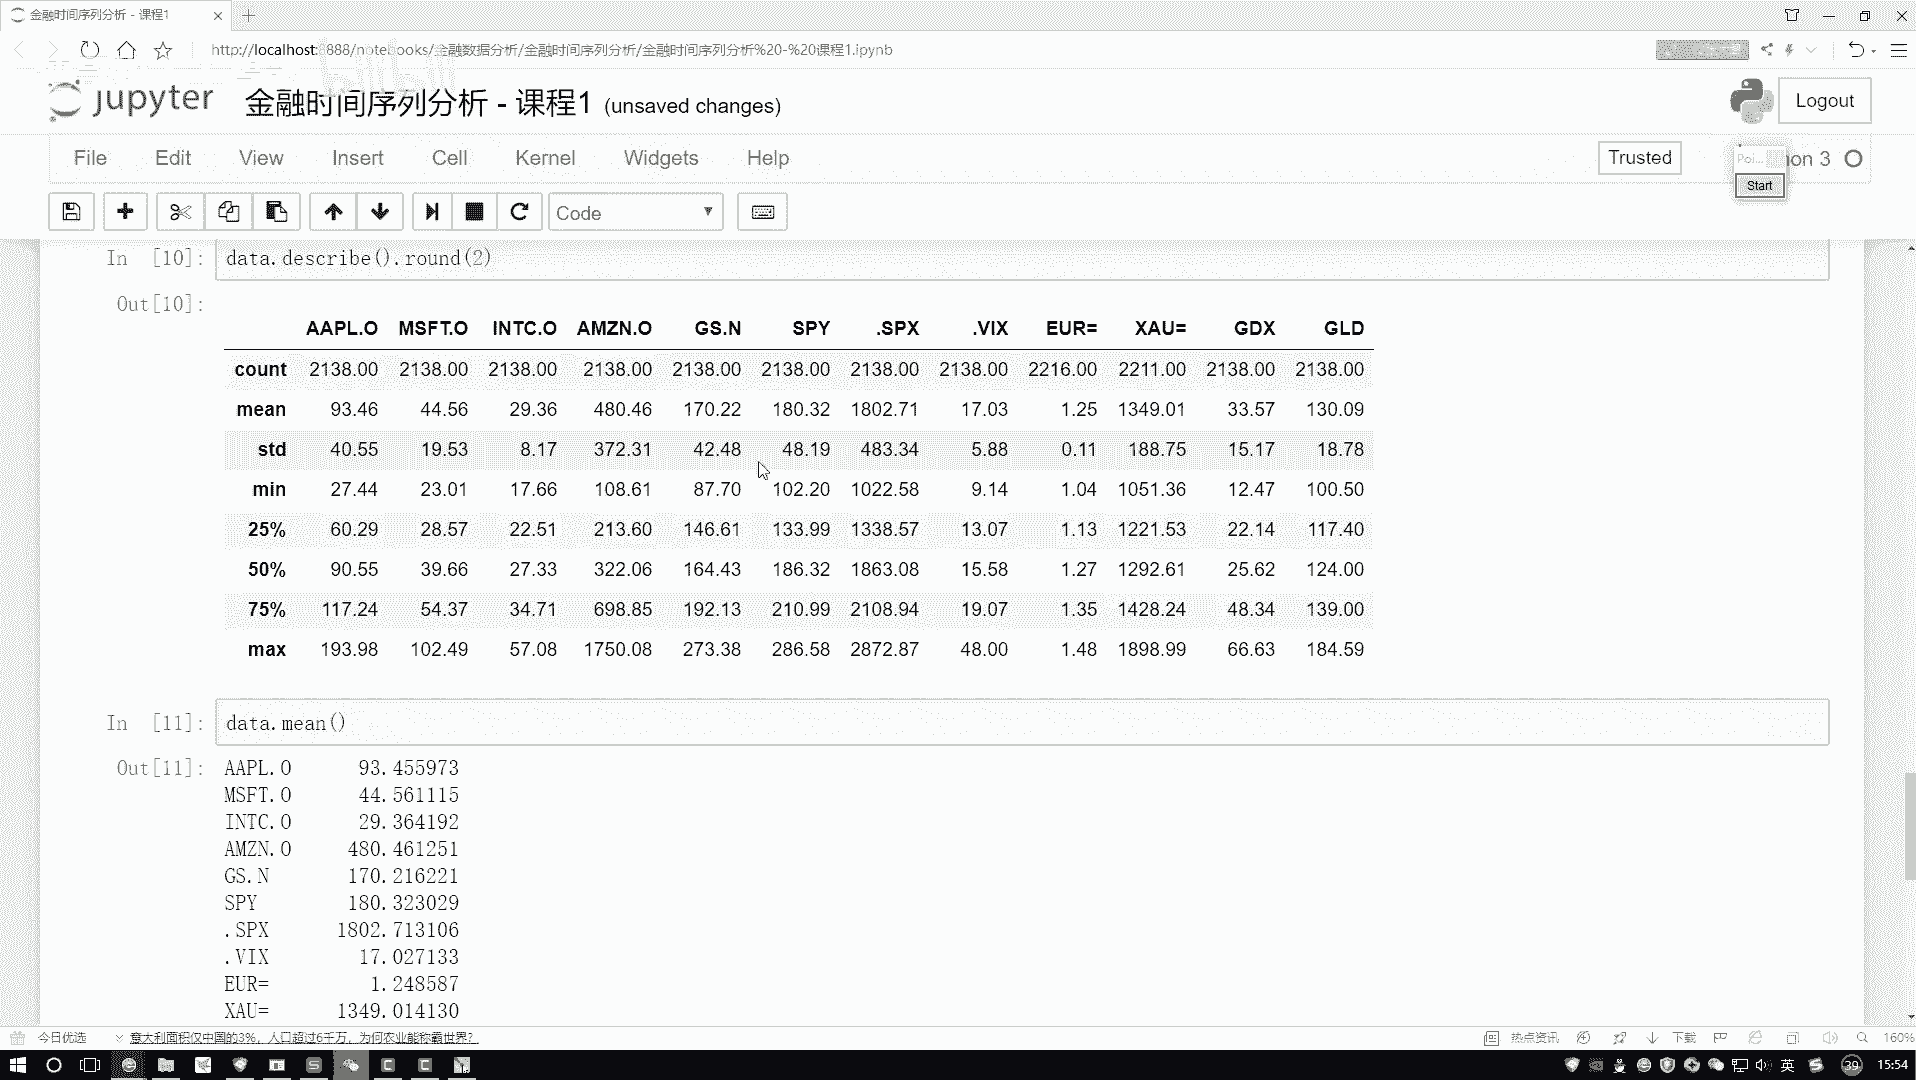 金融时间序列分析 - 课程1
http://localhost:8888/notebooks/金融数据分析/金融时间序列分析/金融时间序列分析%20-%20课程1.ipynb
bilibili
jupyter 金融时间序列分析 - 课程1 (unsaved changes) Logout
File Edit View Insert Cell Kernel Widgets Help Trusted Poi... on 3
Start
Code
In [10]: data.describe().round(2)
Out[10]:
AAPL.O MSFT.O INTC.O AMZN.O GS.N SPY .SPX .VIX EUR= XAU= GDX GLD
count 2138.00 2138.00 2138.00 2138.00 2138.00 2138.00 2138.00 2138.00 2216.00 2211.00 2138.00 2138.00
mean 93.46 44.56 29.36 480.46 170.22 180.32 1802.71 17.03 1.25 1349.01 33.57 130.09
std 40.55 19.53 8.17 372.31 42.48 48.19 483.34 5.88 0.11 188.75 15.17 18.78
min 27.44 23.01 17.66 108.61 87.70 102.20 1022.58 9.14 1.04 1051.36 12.47 100.50
25% 60.29 28.57 22.51 213.60 146.61 133.99 1338.57 13.07 1.13 1221.53 22.14 117.40
50% 90.55 39.66 27.33 322.06 164.43 186.32 1863.08 15.58 1.27 1292.61 25.62 124.00
75% 117.24 54.37 34.71 698.85 192.13 210.99 2108.94 19.07 1.35 1428.24 48.34 139.00
max 193.98 102.49 57.08 1750.08 273.38 286.58 2872.87 48.00 1.48 1898.99 66.63 184.59
In [11]: data.mean()
Out[11]: AAPL.O 93.455973
MSFT.O 44.561115
INTC.O 29.364192
AMZN.O 480.461251
GS.N 170.216221
SPY 180.323029
.SPX 1802.713106
.VIX 17.027133
EUR= 1.248587
XAU= 1349.014130
今日优选 意大利面积仅中国的3%，人口超过6千万，为何农业能称霸世界？ 热点资讯 下载 160%
英 39 15:54